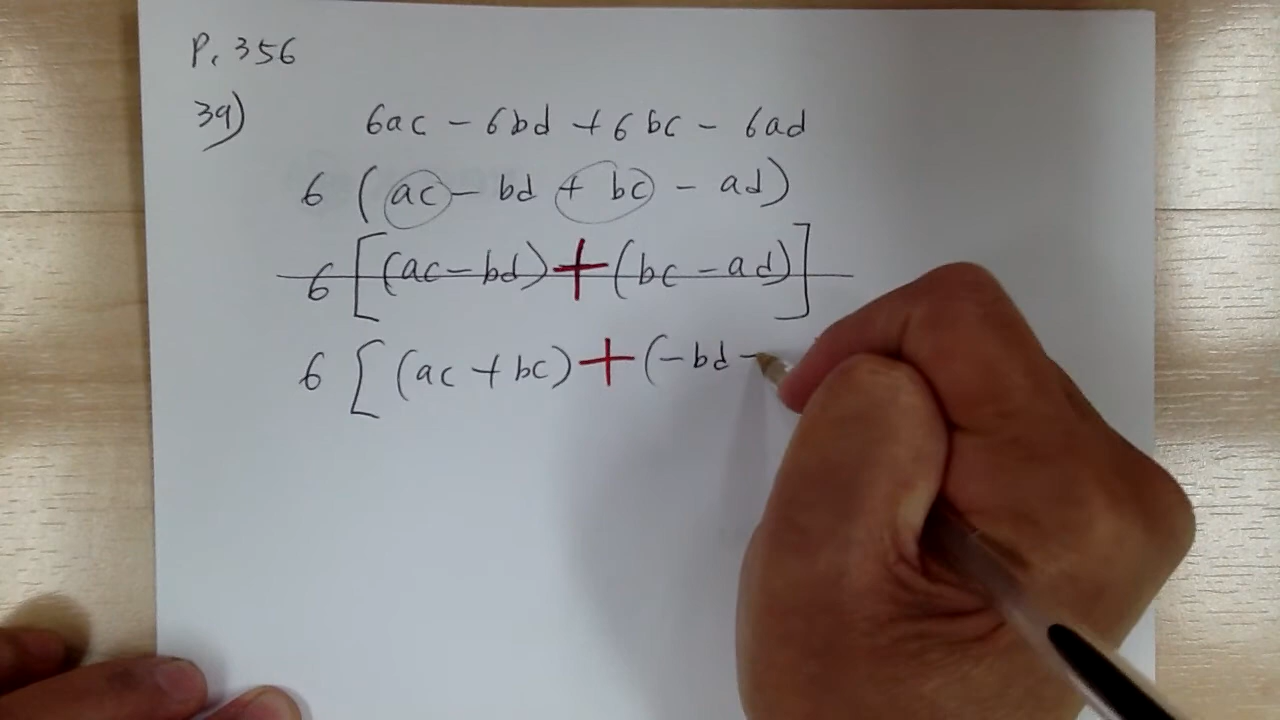 P. 356
39) 6ac - 6bd + 6bc - 6ad
6 (ac - bd + bc - ad)
6 [(ac - bd) + (bc - ad)]
6 [(ac + bc) + (-bd -